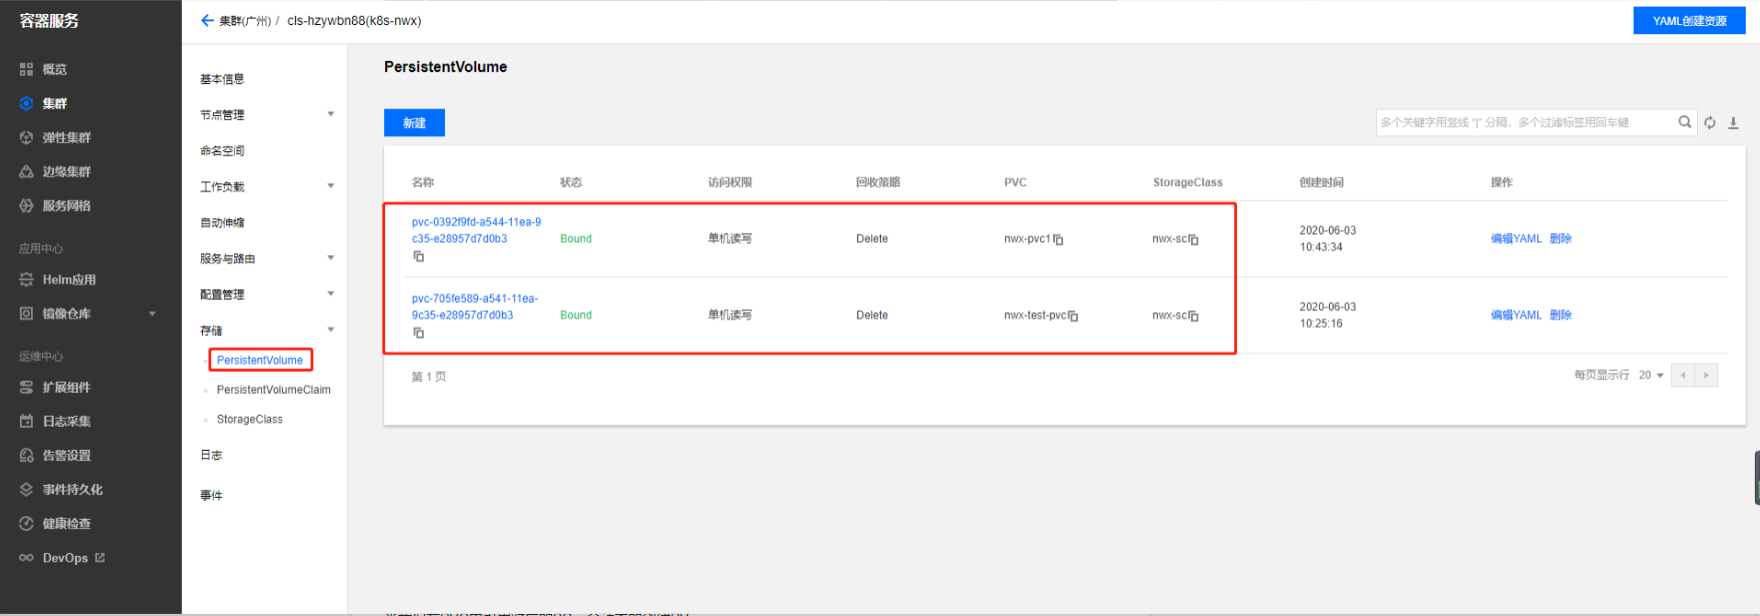 容器服务
集群(广州) / cls-hzywbn88(k8s-nwx)
YAML创建资源
概览
集群
弹性集群
边缘集群
服务网格
应用中心
Helm应用
镜像仓库
运维中心
扩展组件
日志采集
告警设置
事件持久化
健康检查
DevOps
基本信息
节点管理
命名空间
工作负载
自动伸缩
服务与路由
配置管理
存储
PersistentVolume
PersistentVolumeClaim
StorageClass
日志
事件
PersistentVolume
新建
多个关键字用竖线 "|" 分隔，多个过滤标签用回车键
名称 状态 访问权限 回收策略 PVC StorageClass 创建时间 操作
pvc-0392f9fd-a544-11ea-9
c35-e28957d7d0b3
Bound 单机读写 Delete nwx-pvc1 nwx-sc
2020-06-03
10:43:34
编辑YAML 删除
pvc-705fe589-a541-11ea-
9c35-e28957d7d0b3
Bound 单机读写 Delete nwx-test-pvc nwx-sc
2020-06-03
10:25:16
编辑YAML 删除
第 1 页
每页显示行 20